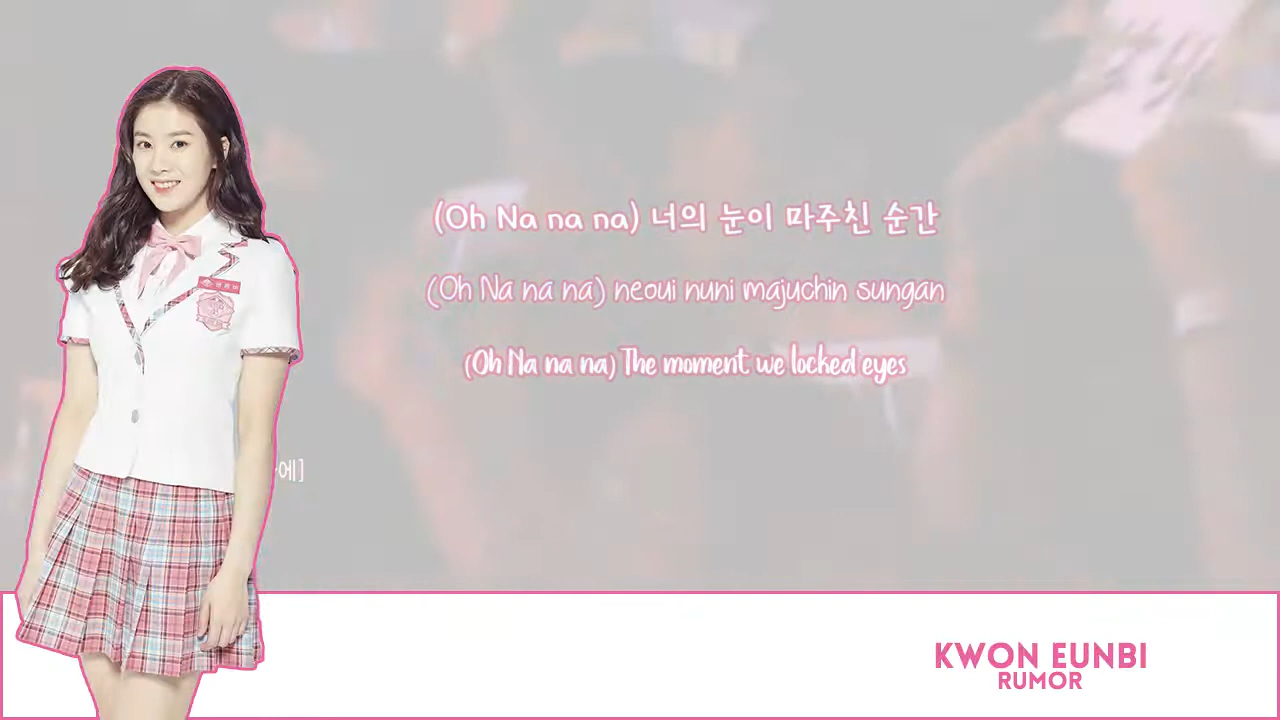 (Oh Na na na) 너의 눈이 마주친 순간
(Oh Na na na) neoui nuni majuchin sungan
(Oh Na na na) The moment we locked eyes
에]
KWON EUNBI
RUMOR